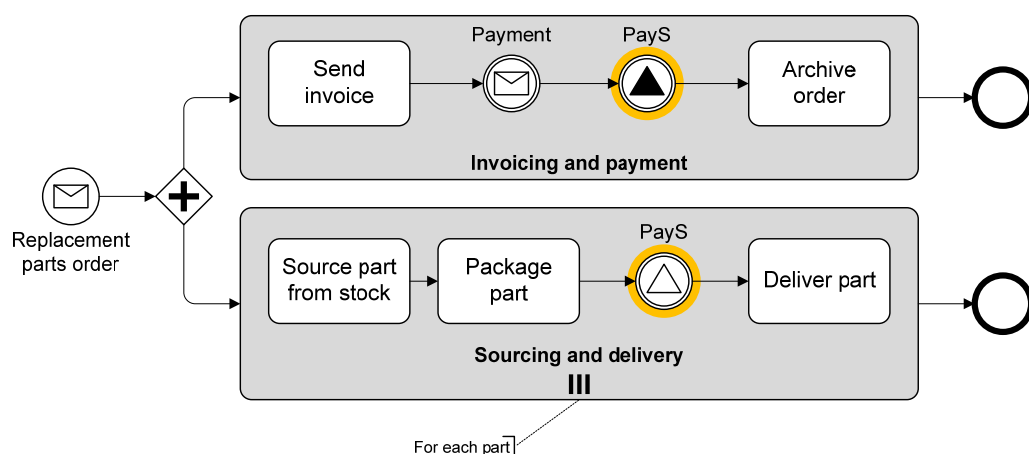 Payment
PayS
Send
invoice
Archive
order
Invoicing and payment
Replacement
parts order
PayS
Source part
from stock
Package
part
Deliver part
Sourcing and delivery
For each part